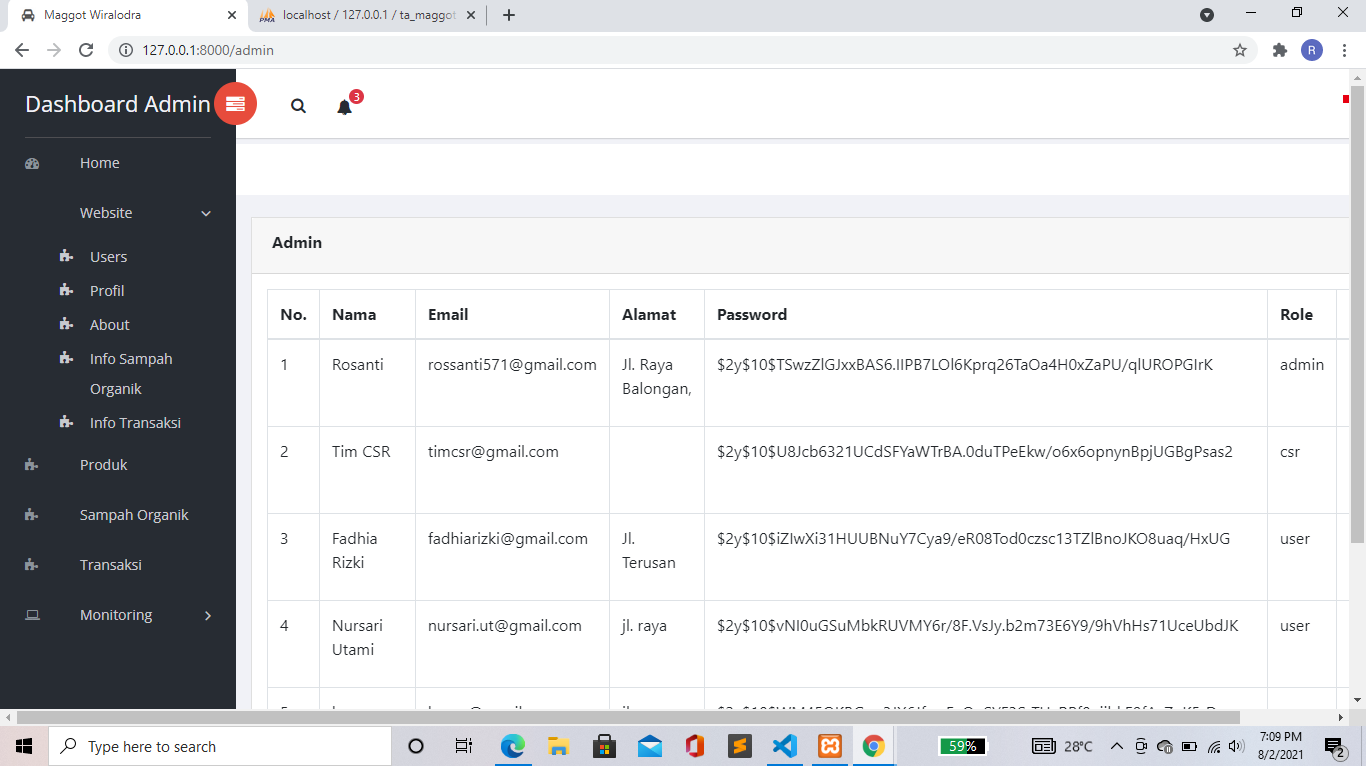 Maggot Wiralodra
localhost / 127.0.0.1 / ta_maggot
127.0.0.1:8000/admin
R
Dashboard Admin
3
Home
Website
Users
Profil
About
Info Sampah
Organik
Info Transaksi
Produk
Sampah Organik
Transaksi
Monitoring
Admin
No. Nama Email Alamat Password Role
1 Rosanti rossanti571@gmail.com Jl. Raya $2y$10$TSwzZlGJxxBAS6.IIPB7LOl6Kprq26TaOa4H0xZaPU/qlUROPGIrK admin
Balongan,
2 Tim CSR timcsr@gmail.com $2y$10$U8Jcb6321UCdSFYaWTrBA.0duTPeEkw/o6x6opnynBpjUGBgPsas2 csr
3 Fadhia fadhiarizki@gmail.com Jl. $2y$10$iZIwXi31HUUBNuY7Cya9/eR08Tod0czsc13TZlBnoJKO8uaq/HxUG user
Rizki Terusan
4 Nursari nursari.ut@gmail.com jl. raya $2y$10$vNI0uGSuMbkRUVMY6r/8F.VsJy.b2m73E6Y9/9hVhHs71UceUbdJK user
Utami
Type here to search
59%
28°C
7:09 PM
8/2/2021
2